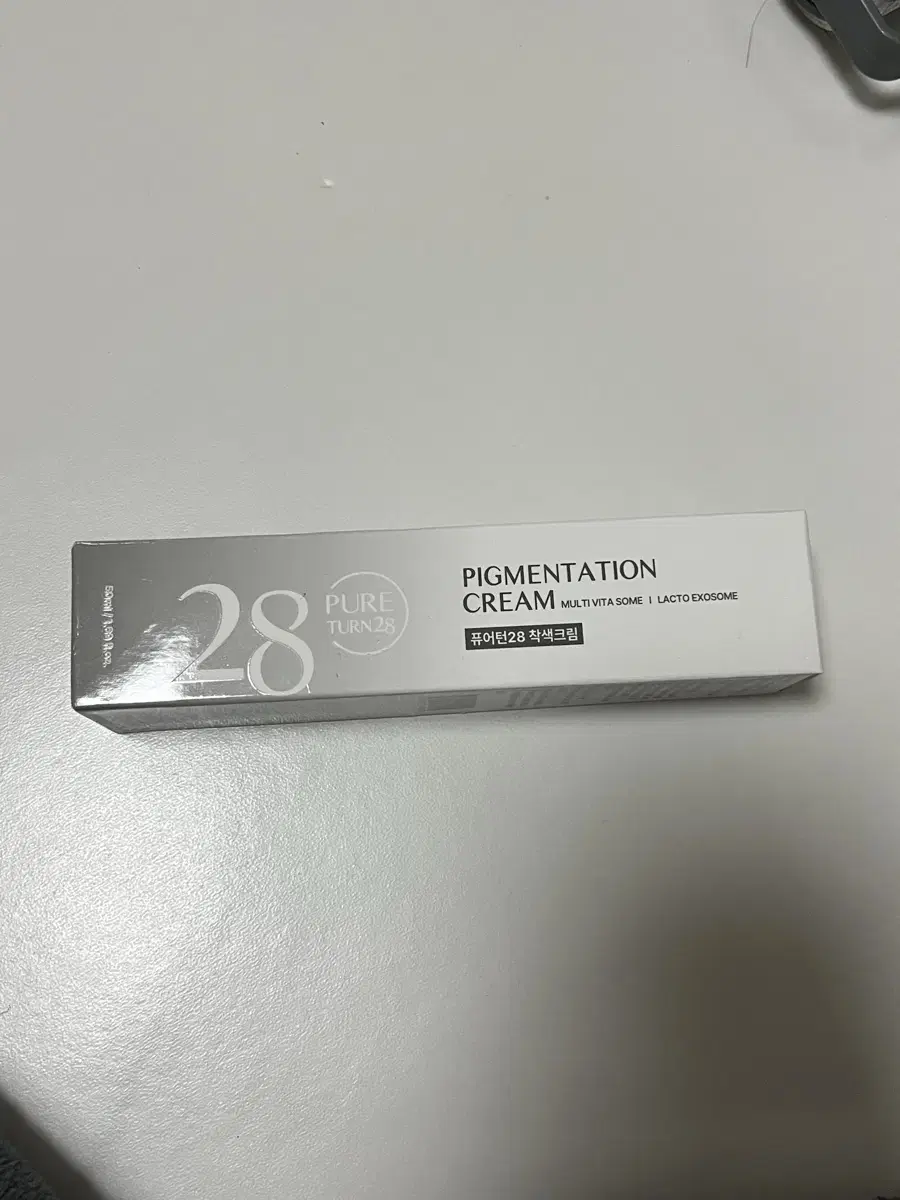 28
PURE
TURN28
PIGMENTATION
CREAM MULTI VITA SOME | LACTO EXOSOME
퓨어턴28 착색크림
50ml /